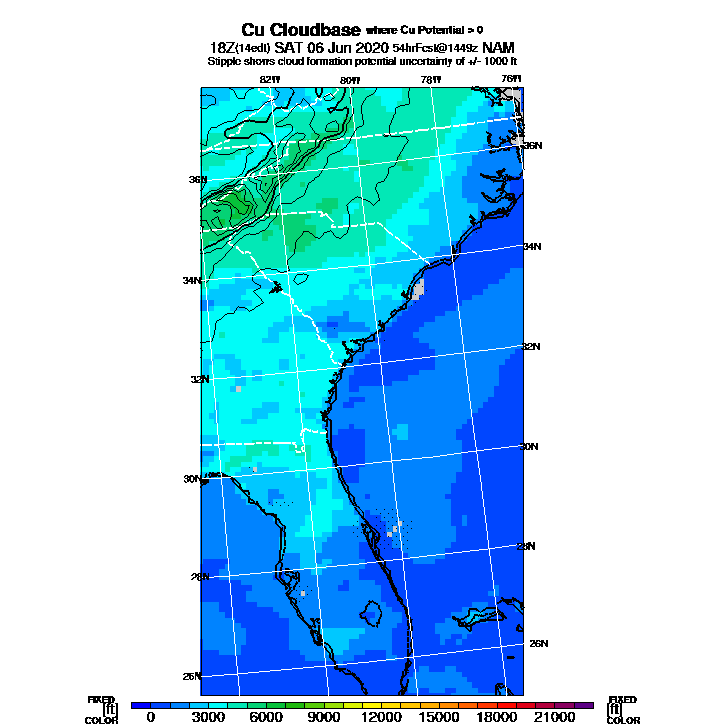 Cu Cloudbase where Cu Potential > 0
18Z(14edt) SAT 06 Jun 2020 54hrFcst@1449z NAM
Stipple shows cloud formation potential uncertainty of +/- 1000 ft
82W 80W 78W 76W
36N
36N
34N
34N
32N
32N
30N
30N
28N
28N
26N
26N
FIXED [ft] COLOR
0 3000 6000 9000 12000 15000 18000 21000
FIXED [ft] COLOR